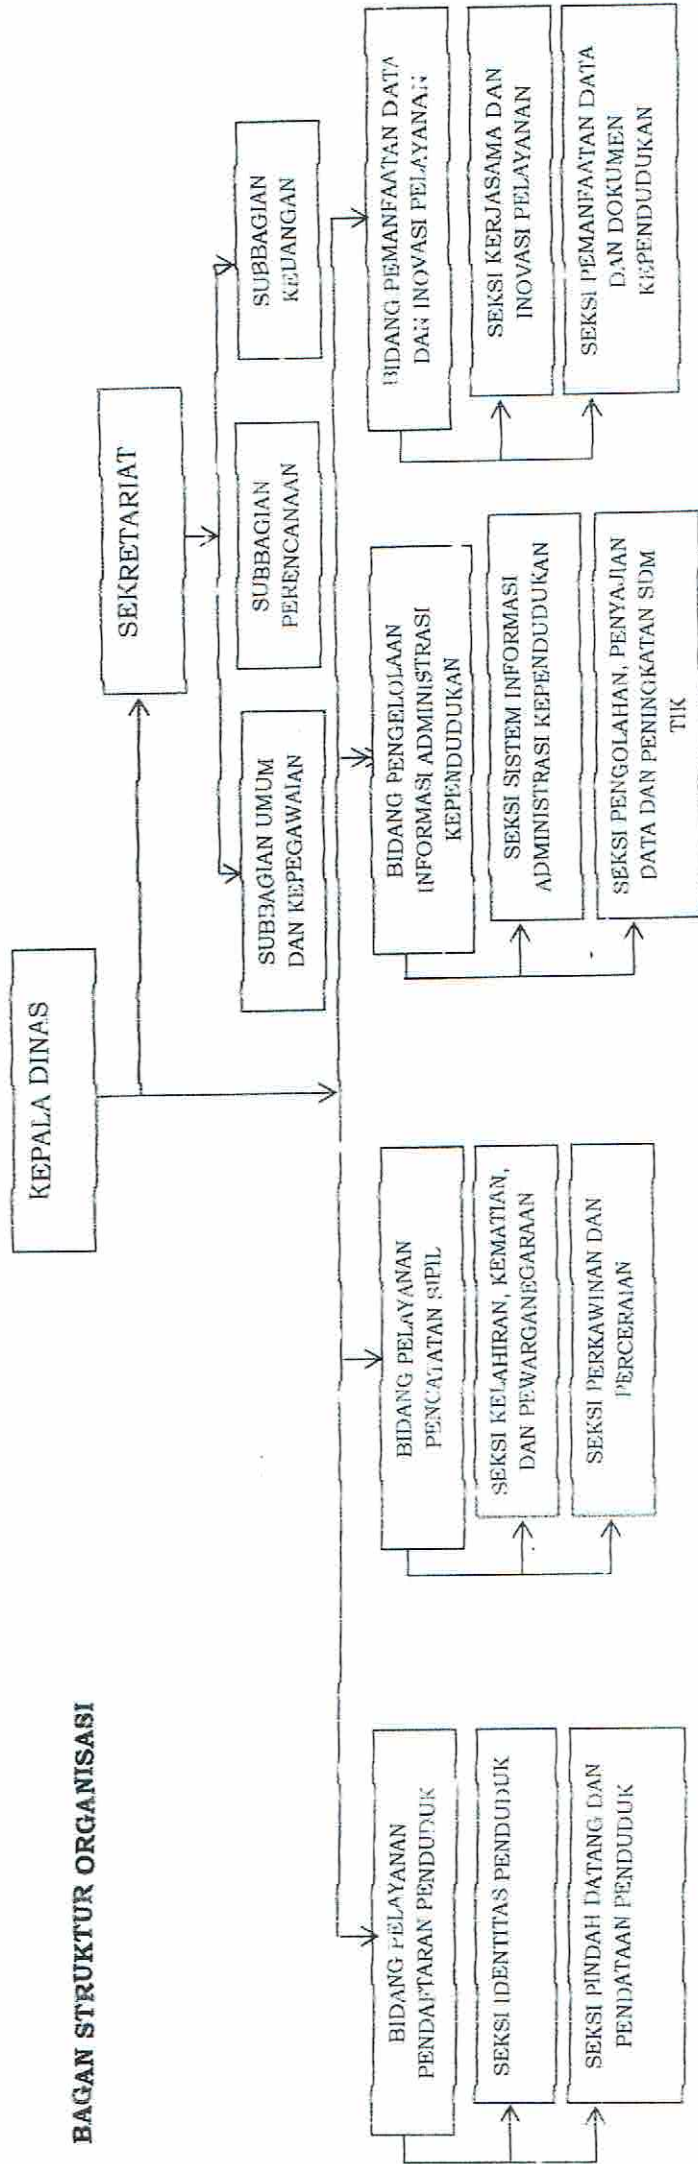 BAGAN STRUKTUR ORGANISASI
KEPALA DINAS
SEKRETARIAT
SUBBAGIAN UMUM
DAN KEPEGAWAIAN
SUBBAGIAN
PERENCANAAN
SUBBAGIAN
KEUANGAN
BIDANG PELAYANAN
PENDAFTARAN PENDUDUK
SEKSI IDENTITAS PENDUDUK
SEKSI PINDAH DATANG DAN
PENDATAAN PENDUDUK
BIDANG PELAYANAN
PENCATATAN SIPIL
SEKSI KELAHIRAN, KEMATIAN,
DAN PEWARGANEGARAAN
SEKSI PERKAWINAN DAN
PERCERAIAN
BIDANG PENGELOLAAN
INFORMASI ADMINISTRASI
KEPENDUDUKAN
SEKSI SISTEM INFORMASI
ADMINISTRASI KEPENDUDUKAN
SEKSI PENGOLAHAN, PENYAJIAN
DATA DAN PENINGKATAN SDM
TIK
BIDANG PEMANFAATAN DATA
DAN INOVASI PELAYANAN
SEKSI KERJASAMA DAN
INOVASI PELAYANAN
SEKSI PEMANFAATAN DATA
DAN DOKUMEN
KEPENDUDUKAN